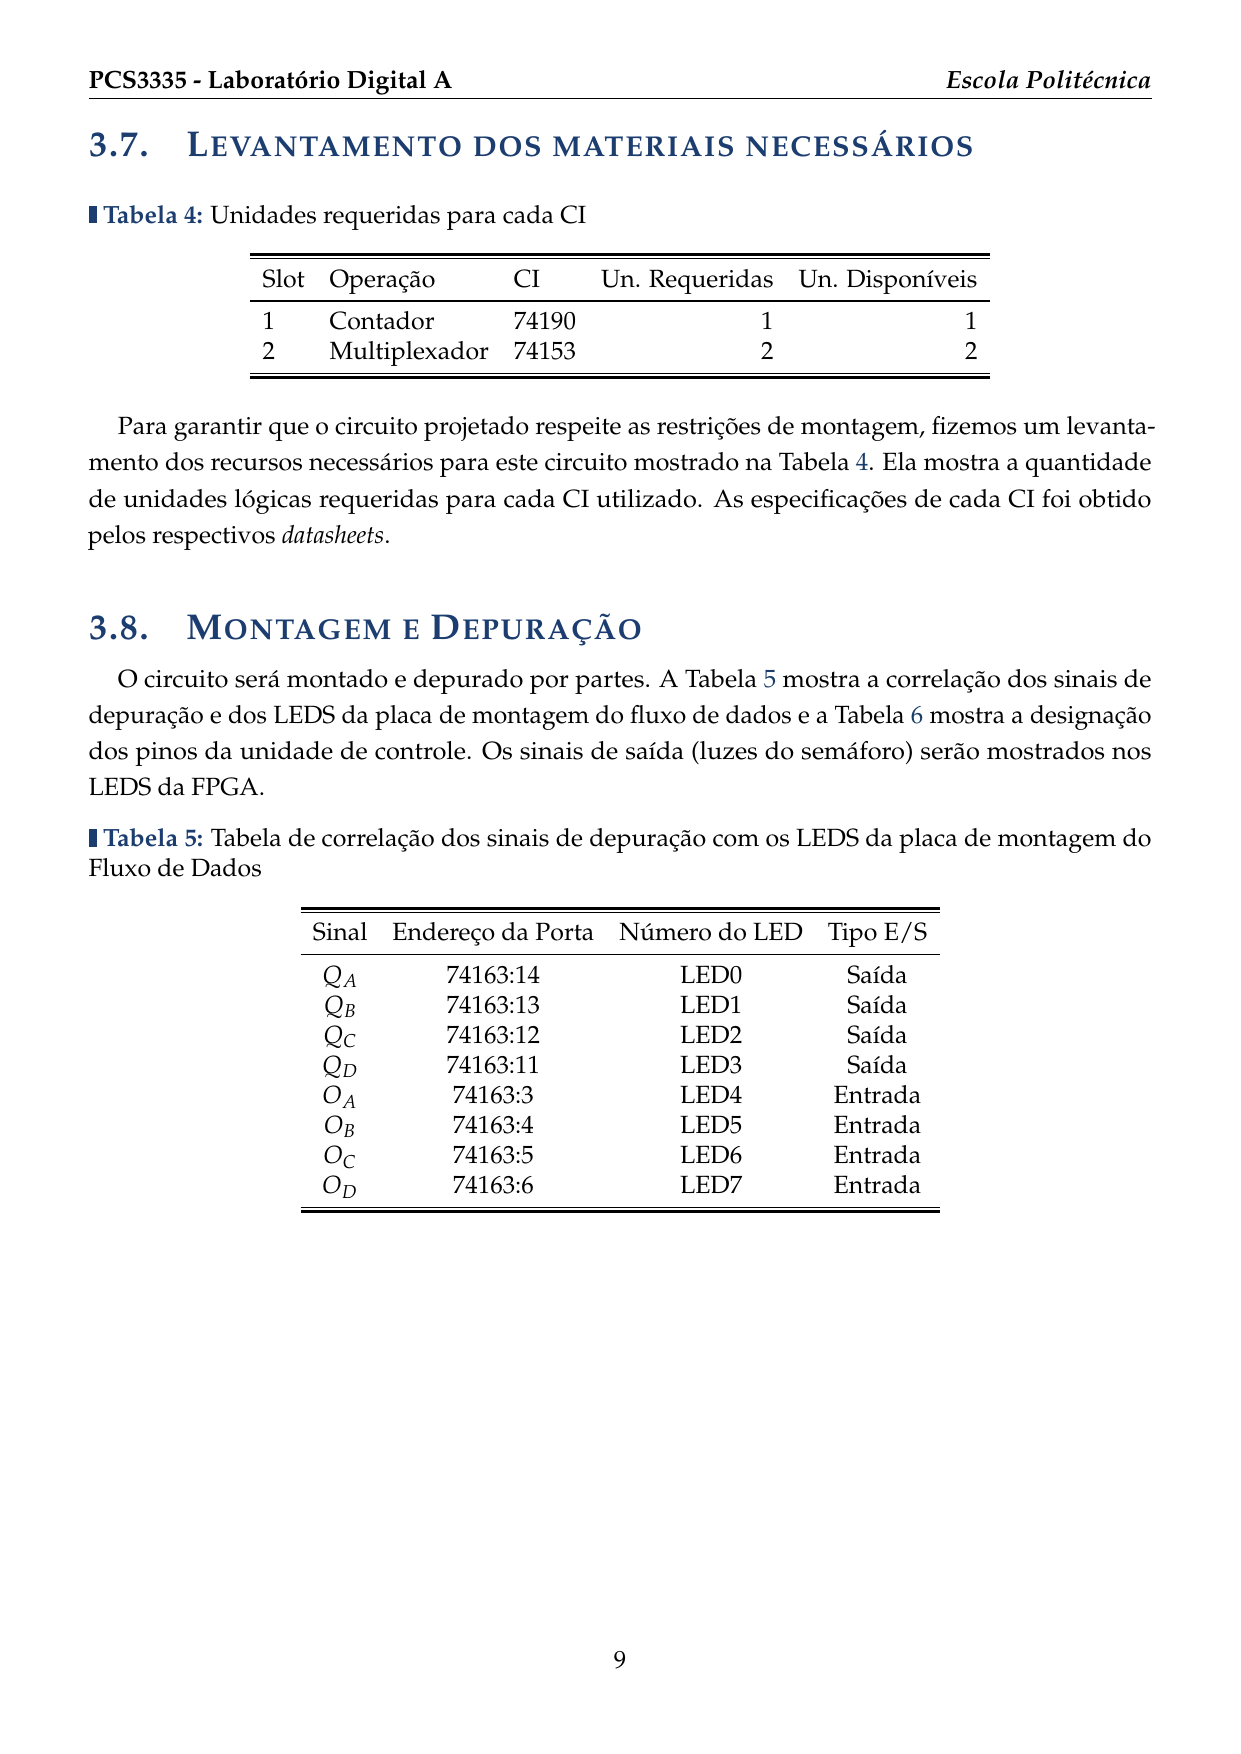 PCS3335 - Laboratório Digital A Escola Politécnica
3.7. LEVANTAMENTO DOS MATERIAIS NECESSÁRIOS
Tabela 4: Unidades requeridas para cada CI
Slot Operação CI Un. Requeridas Un. Disponíveis
1 Contador 74190 1 1
2 Multiplexador 74153 2 2
Para garantir que o circuito projetado respeite as restrições de montagem, fizemos um levanta-
mento dos recursos necessários para este circuito mostrado na Tabela 4. Ela mostra a quantidade
de unidades lógicas requeridas para cada CI utilizado. As especificações de cada CI foi obtido
pelos respectivos datasheets.
3.8. MONTAGEM E DEPURAÇÃO
O circuito será montado e depurado por partes. A Tabela 5 mostra a correlação dos sinais de
depuração e dos LEDS da placa de montagem do fluxo de dados e a Tabela 6 mostra a designação
dos pinos da unidade de controle. Os sinais de saída (luzes do semáforo) serão mostrados nos
LEDS da FPGA.
Tabela 5: Tabela de correlação dos sinais de depuração com os LEDS da placa de montagem do
Fluxo de Dados
Sinal Endereço da Porta Número do LED Tipo E/S
Q_A 74163:14 LED0 Saída
Q_B 74163:13 LED1 Saída
Q_C 74163:12 LED2 Saída
Q_D 74163:11 LED3 Saída
O_A 74163:3 LED4 Entrada
O_B 74163:4 LED5 Entrada
O_C 74163:5 LED6 Entrada
O_D 74163:6 LED7 Entrada
9